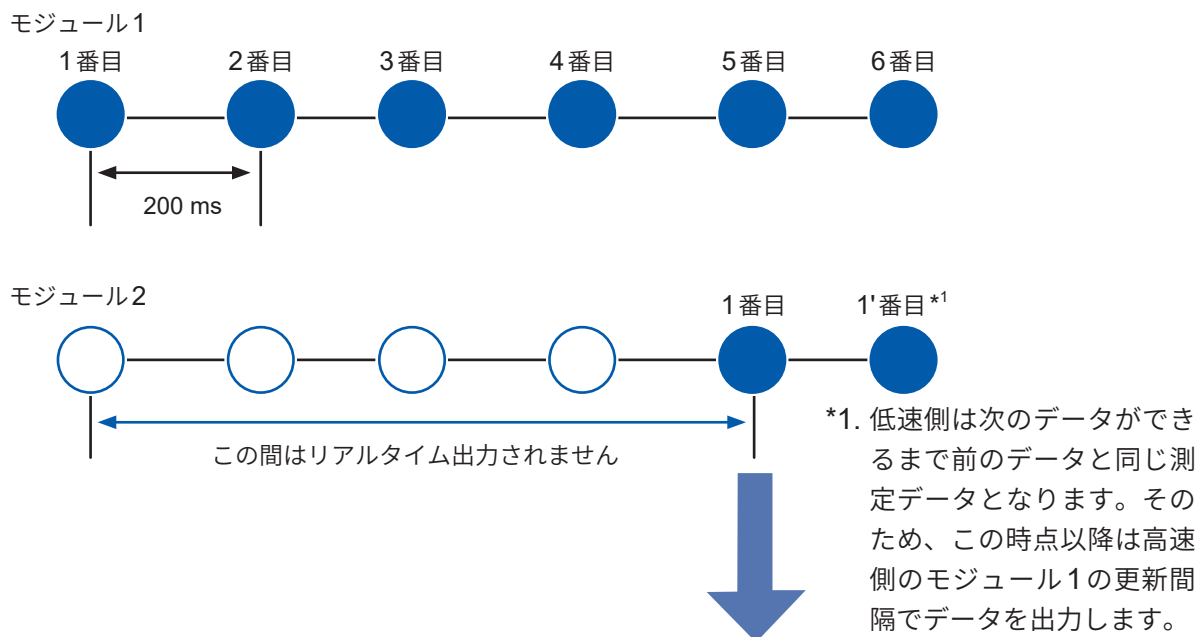 モジュール1
1番目 2番目 3番目 4番目 5番目 6番目
200 ms
モジュール2
1番目 1'番目*1
この間はリアルタイム出力されません
*1. 低速側は次のデータができ
るまで前のデータと同じ測
定データとなります。その
ため、この時点以降は高速
側のモジュール1の更新間
隔でデータを出力します。